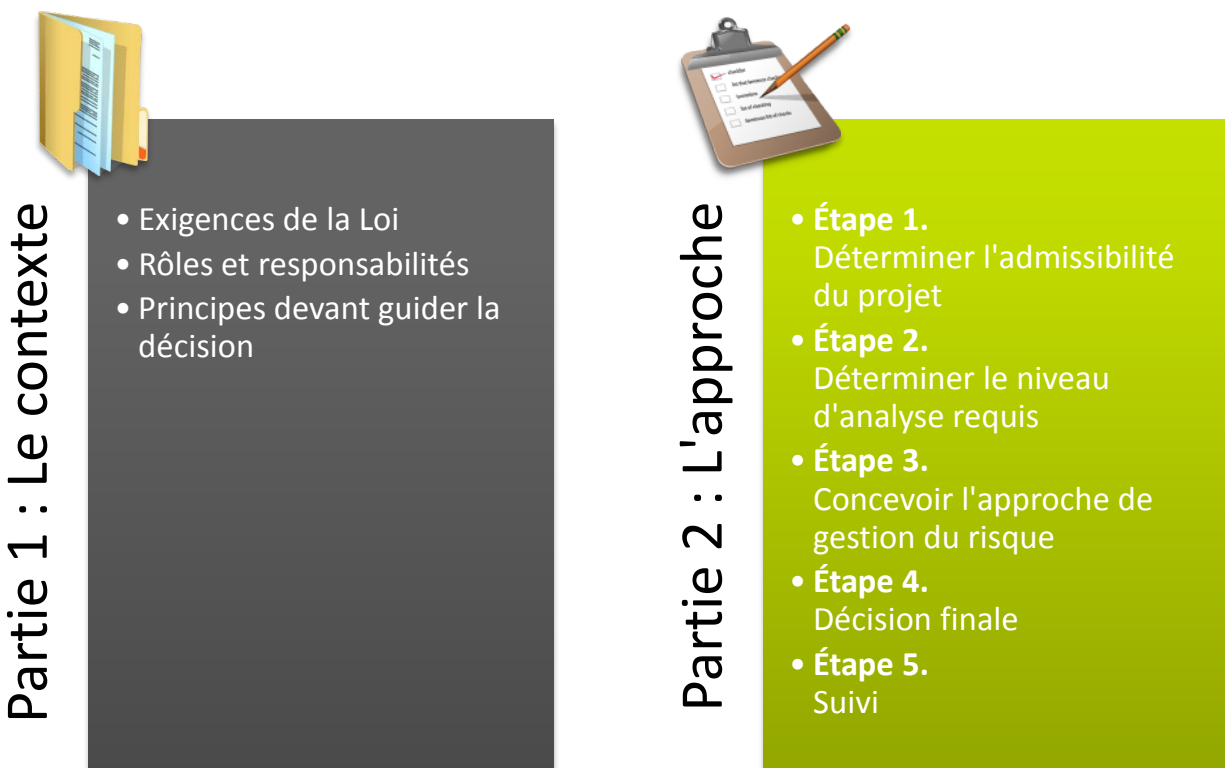 Partie 1 : Le contexte
• Exigences de la Loi
• Rôles et responsabilités
• Principes devant guider la
décision
Partie 2 : L'approche
• Étape 1.
Déterminer l'admissibilité
du projet
• Étape 2.
Déterminer le niveau
d'analyse requis
• Étape 3.
Concevoir l'approche de
gestion du risque
• Étape 4.
Décision finale
• Étape 5.
Suivi